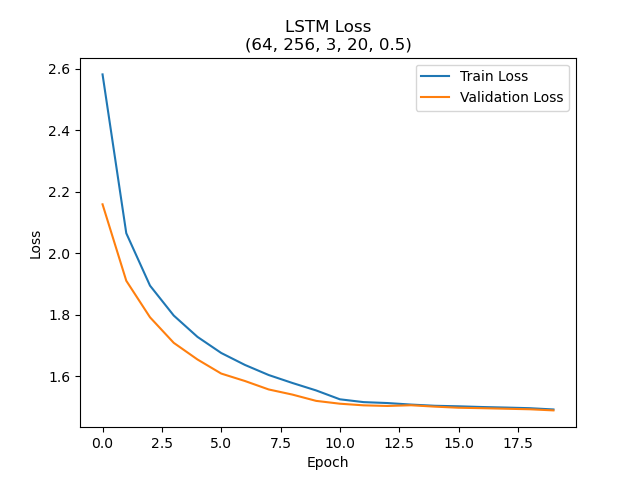 LSTM Loss
(64, 256, 3, 20, 0.5)
Train Loss
Validation Loss
Loss
2.6
2.4
2.2
2.0
1.8
1.6
0.0 2.5 5.0 7.5 10.0 12.5 15.0 17.5
Epoch